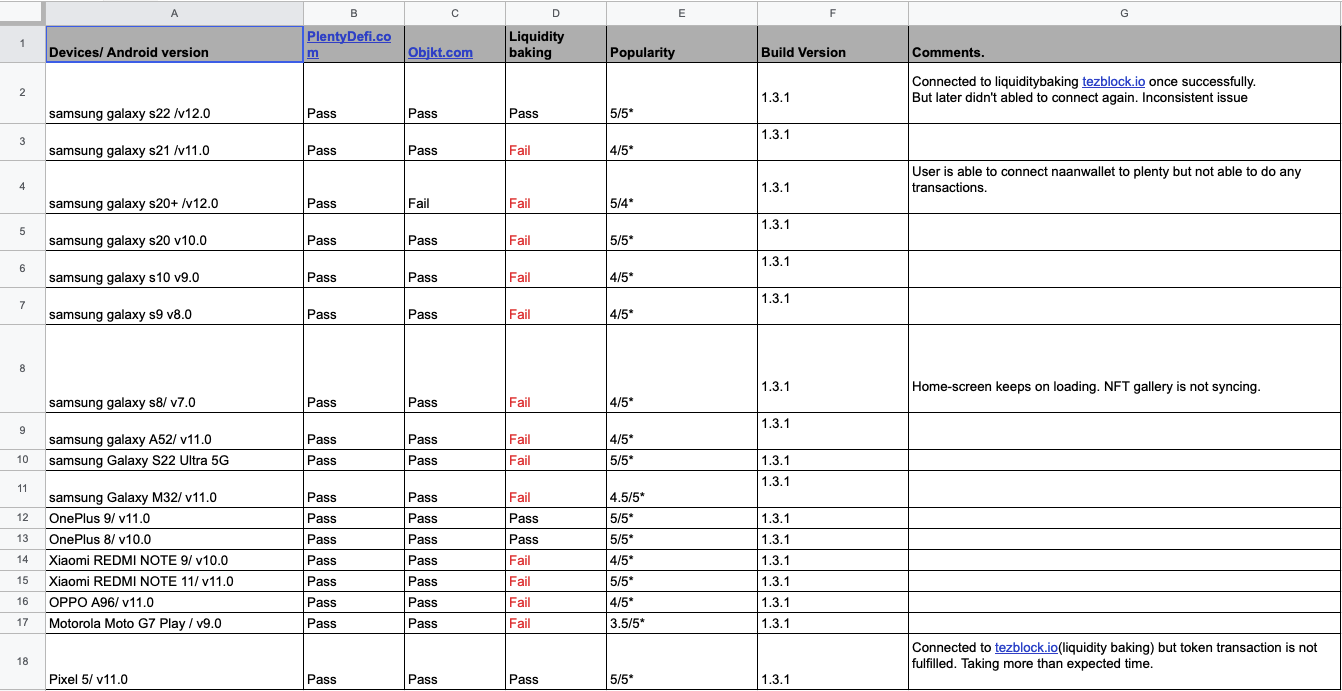 A B C D E F G
1 Devices/ Android version PlentyDefi.co
m Objkt.com Liquidity
baking Popularity Build Version Comments.
2 samsung galaxy s22 /v12.0 Pass Pass Pass 5/5* 1.3.1 Connected to liquiditybaking tezblock.io once successfully.
But later didn't abled to connect again. Inconsistent issue
3 samsung galaxy s21 /v11.0 Pass Pass Fail 4/5* 1.3.1
4 samsung galaxy s20+ /v12.0 Pass Fail Fail 5/4* 1.3.1 User is able to connect naanwallet to plenty but not able to do any
transactions.
5 samsung galaxy s20 v10.0 Pass Pass Fail 5/5* 1.3.1
6 samsung galaxy s10 v9.0 Pass Pass Fail 4/5* 1.3.1
7 samsung galaxy s9 v8.0 Pass Pass Fail 4/5* 1.3.1
8 samsung galaxy s8/ v7.0 Pass Pass Fail 4/5* 1.3.1 Home-screen keeps on loading. NFT gallery is not syncing.
9 samsung galaxy A52/ v11.0 Pass Pass Fail 4/5* 1.3.1
10 samsung Galaxy S22 Ultra 5G Pass Pass Fail 5/5* 1.3.1
11 samsung Galaxy M32/ v11.0 Pass Pass Fail 4.5/5* 1.3.1
12 OnePlus 9/ v11.0 Pass Pass Pass 5/5* 1.3.1
13 OnePlus 8/ v10.0 Pass Pass Pass 5/5* 1.3.1
14 Xiaomi REDMI NOTE 9/ v10.0 Pass Pass Fail 4/5* 1.3.1
15 Xiaomi REDMI NOTE 11/ v11.0 Pass Pass Fail 5/5* 1.3.1
16 OPPO A96/ v11.0 Pass Pass Fail 4/5* 1.3.1
17 Motorola Moto G7 Play / v9.0 Pass Pass Fail 3.5/5* 1.3.1
18 Pixel 5/ v11.0 Pass Pass Pass 5/5* 1.3.1 Connected to tezblock.io(liquidity baking) but token transaction is not
fulfilled. Taking more than expected time.